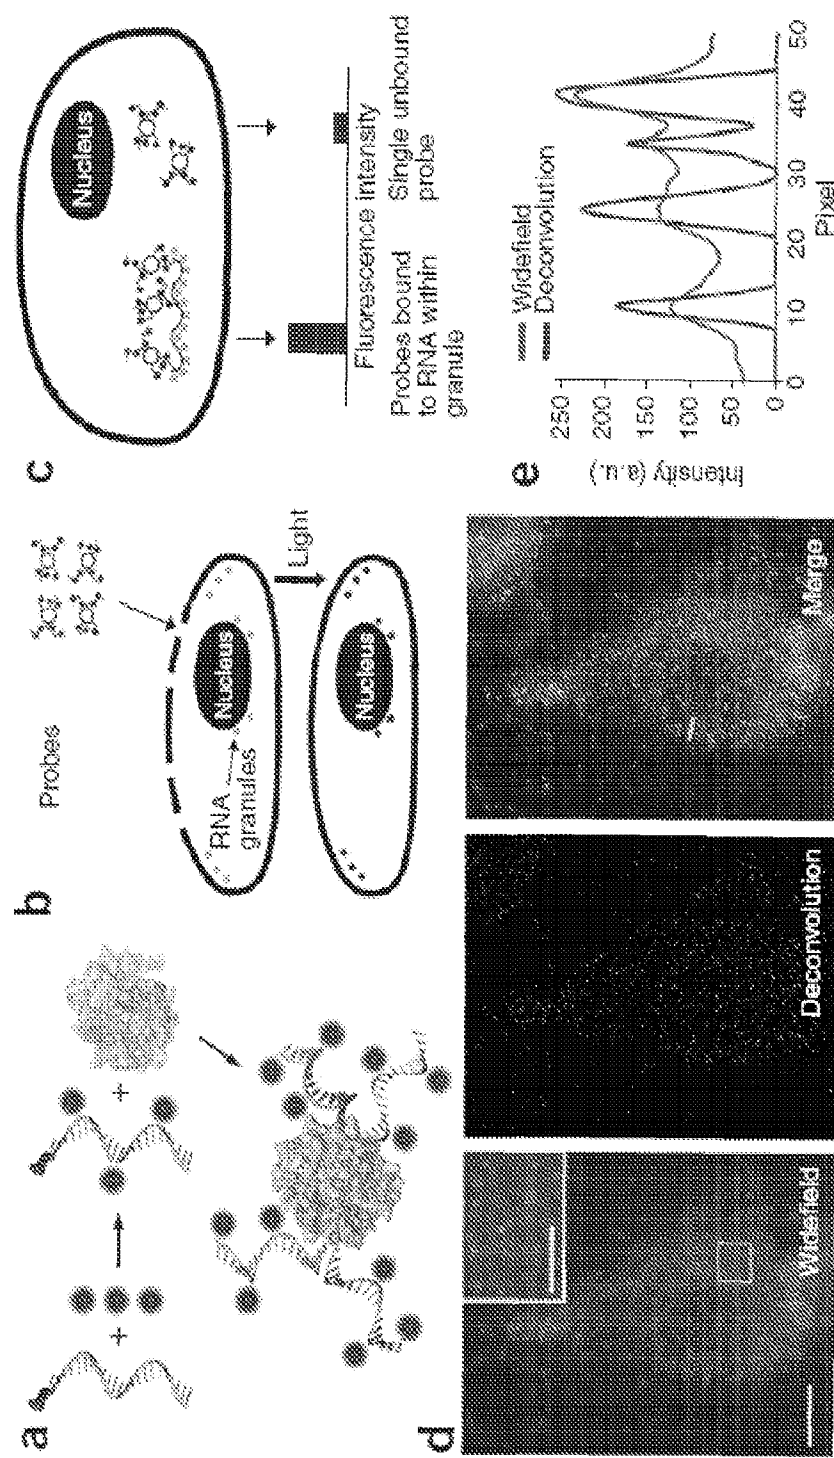 a
+
+
b
Probes
RNA
granules
Nucleus
Light
Nucleus
c
Nucleus
Fluorescence intensity
Probes bound
to RNA within
granule
Single unbound
probe
d
Widefield
Deconvolution
Merge
e
Widefield
Deconvolution
Intensity (a.u.)
250
200
150
100
50
0
0 10 20 30 40 50
Pixel